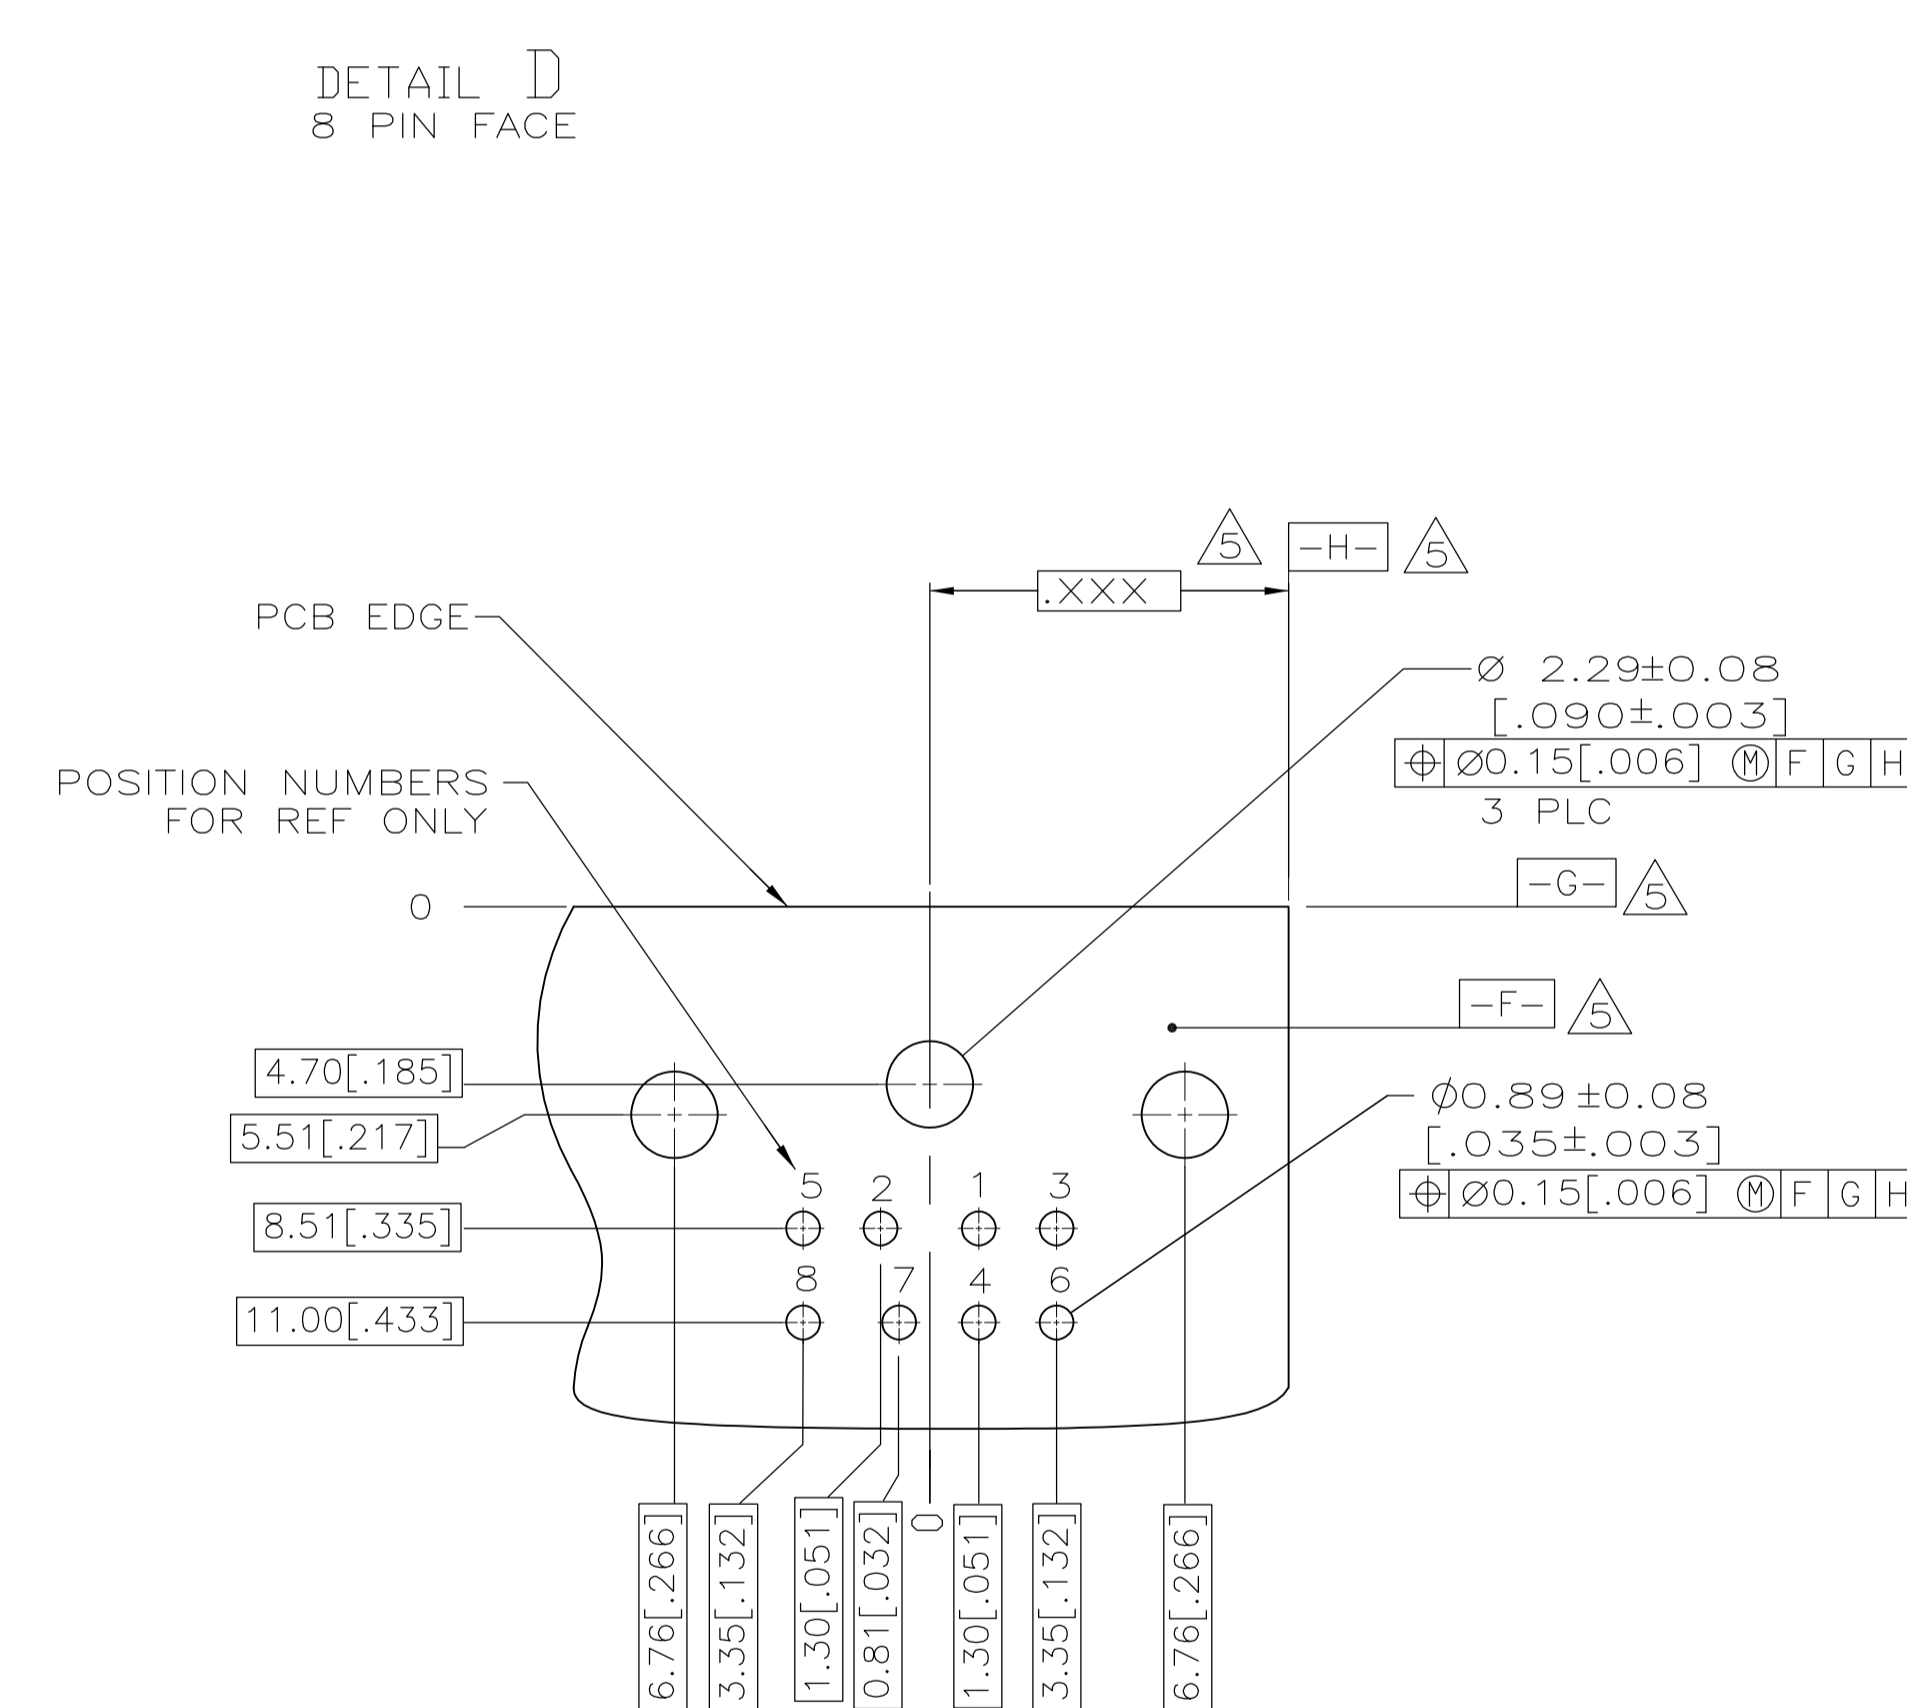 DETAIL D
8 PIN FACE
5
-H-
5
.XXX
PCB EDGE
Ø 2.29±0.08
[.090±.003]
⌖ Ø0.15[.006] Ⓜ F G H
3 PLC
POSITION NUMBERS
FOR REF ONLY
-G-
5
0
-F-
5
4.70[.185]
5.51[.217]
Ø0.89±0.08
[.035±.003]
⌖ Ø0.15[.006] Ⓜ F G H
5 2 1 3
8.51[.335]
8 7 4 6
11.00[.433]
6.76[.266]
3.35[.132]
1.30[.051]
0.81[.032]
0
1.30[.051]
3.35[.132]
6.76[.266]